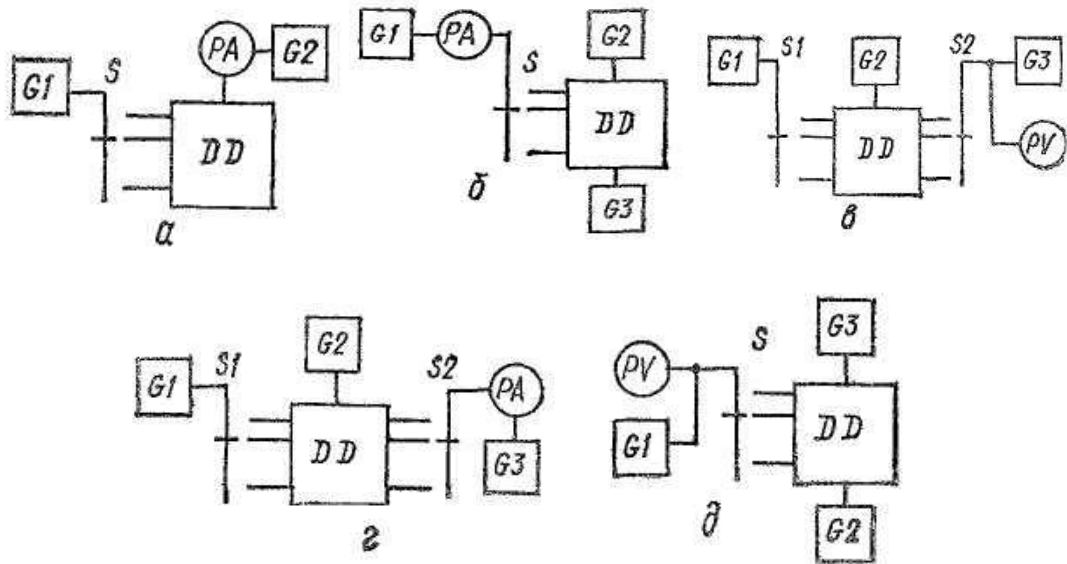 G1 S PA G2
DD
а
G1 PA G2
S DD
G3
б
G1 S1 G2 S2 G3
DD
PV
в
G1 S1 G2 S2 PA
DD
G3
г
PV S G3
G1 DD
G2
д